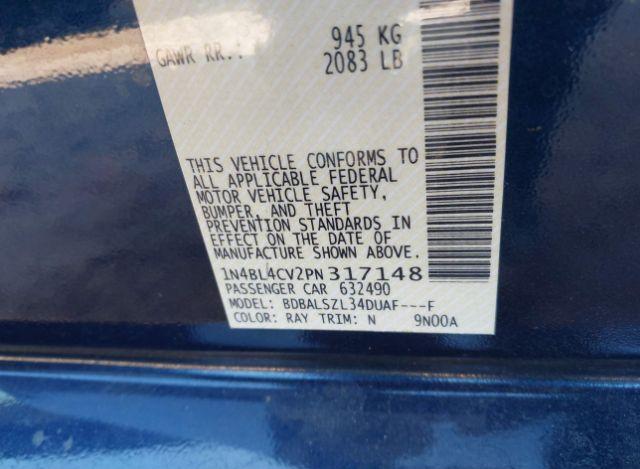 945 KG
GAWR RR.: 2083 LB
THIS VEHICLE CONFORMS TO
ALL APPLICABLE FEDERAL
MOTOR VEHICLE SAFETY,
BUMPER, AND THEFT
PREVENTION STANDARDS IN
EFFECT ON THE DATE OF
MANUFACTURE SHOWN ABOVE.
1N4BL4CV2PN317148
PASSENGER CAR 632490
MODEL: BDBALSZL34DUAF---F
COLOR: RAY TRIM: N 9N00A